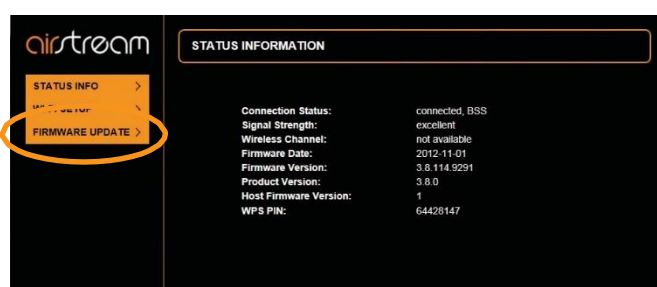 airstream
STATUS INFORMATION
STATUS INFO >
FIRMWARE UPDATE >
Connection Status: connected, BSS
Signal Strength: excellent
Wireless Channel: not available
Firmware Date: 2012-11-01
Firmware Version: 3.8.114.9291
Product Version: 3.8.0
Host Firmware Version: 1
WPS PIN: 64428147